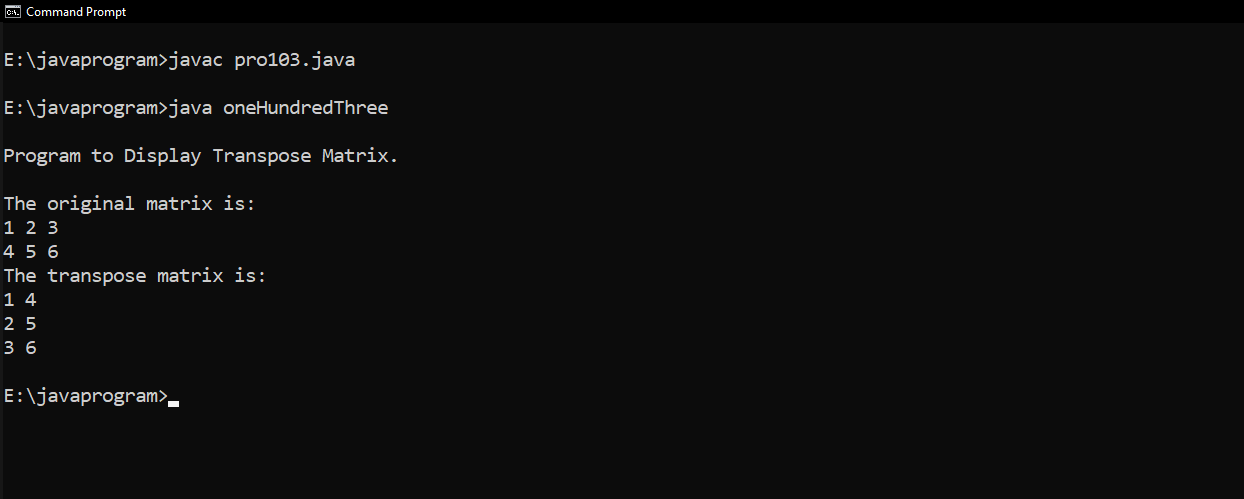 Command Prompt
E:\javaprogram>javac pro103.java
E:\javaprogram>java oneHundredThree
Program to Display Transpose Matrix.
The original matrix is:
1 2 3
4 5 6
The transpose matrix is:
1 4
2 5
3 6
E:\javaprogram>